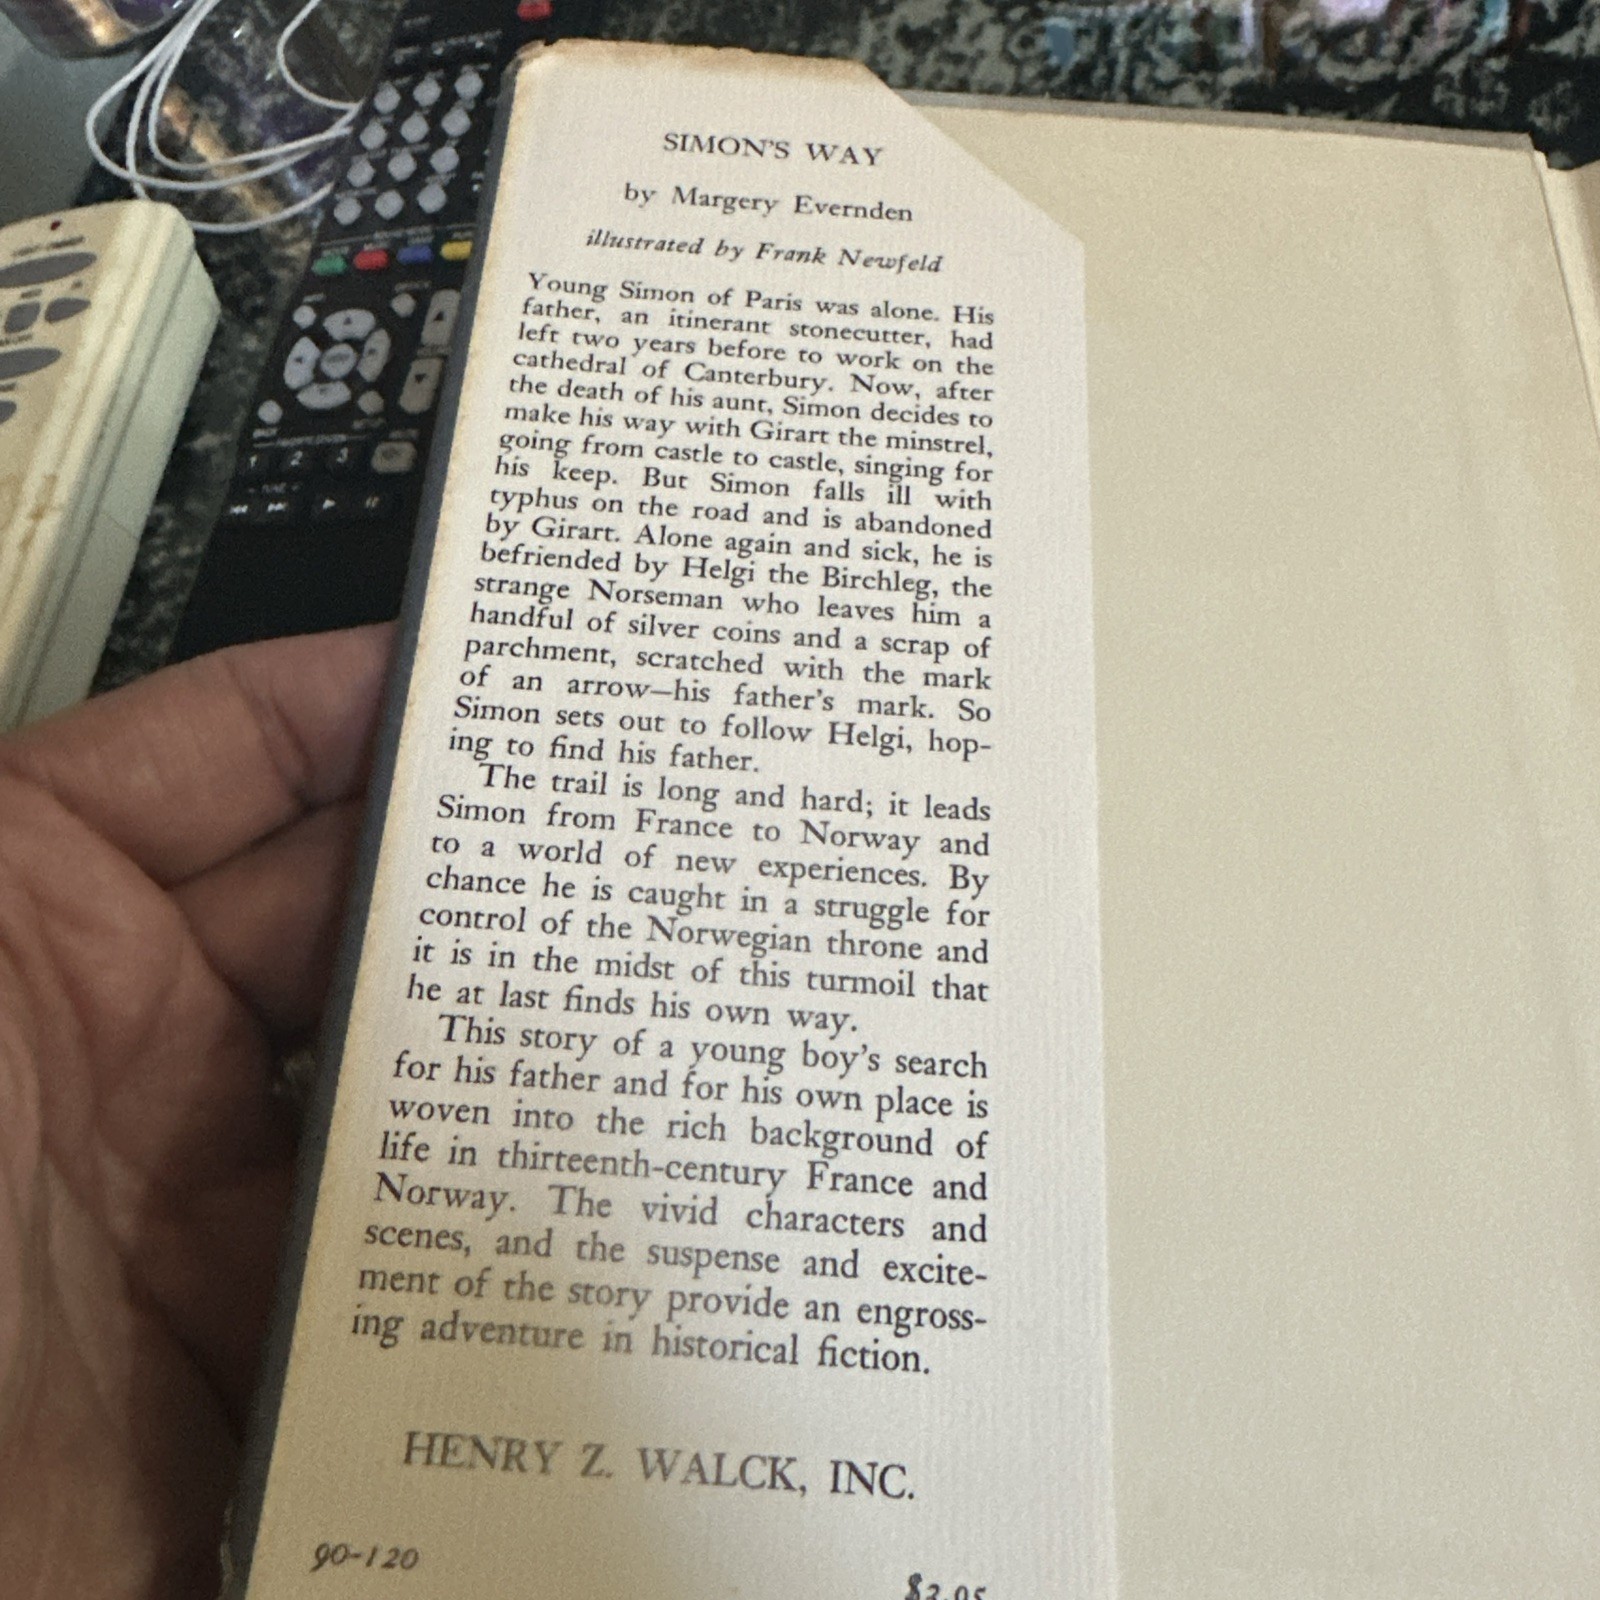 SIMON'S WAY
by Margery Evernden
illustrated by Frank Newfeld
Young Simon of Paris was alone. His
father, an itinerant stonecutter, had
left two years before to work on the
cathedral of Canterbury. Now, after
the death of his aunt, Simon decides to
make his way with Girart the minstrel,
going from castle to castle, singing for
his keep. But Simon falls ill with
typhus on the road and is abandoned
by Girart. Alone again and sick, he is
befriended by Helgi the Birchleg, the
strange Norseman who leaves him a
handful of silver coins and a scrap of
parchment, scratched with the mark
of an arrow—his father's mark. So
Simon sets out to follow Helgi, hop-
ing to find his father.
The trail is long and hard; it leads
Simon from France to Norway and
to a world of new experiences. By
chance he is caught in a struggle for
control of the Norwegian throne and
it is in the midst of this turmoil that
he at last finds his own way.
This story of a young boy's search
for his father and for his own place is
woven into the rich background of
life in thirteenth-century France and
Norway. The vivid characters and
scenes, and the suspense and excite-
ment of the story provide an engross-
ing adventure in historical fiction.
HENRY Z. WALCK, INC.
90-120
1 2 3